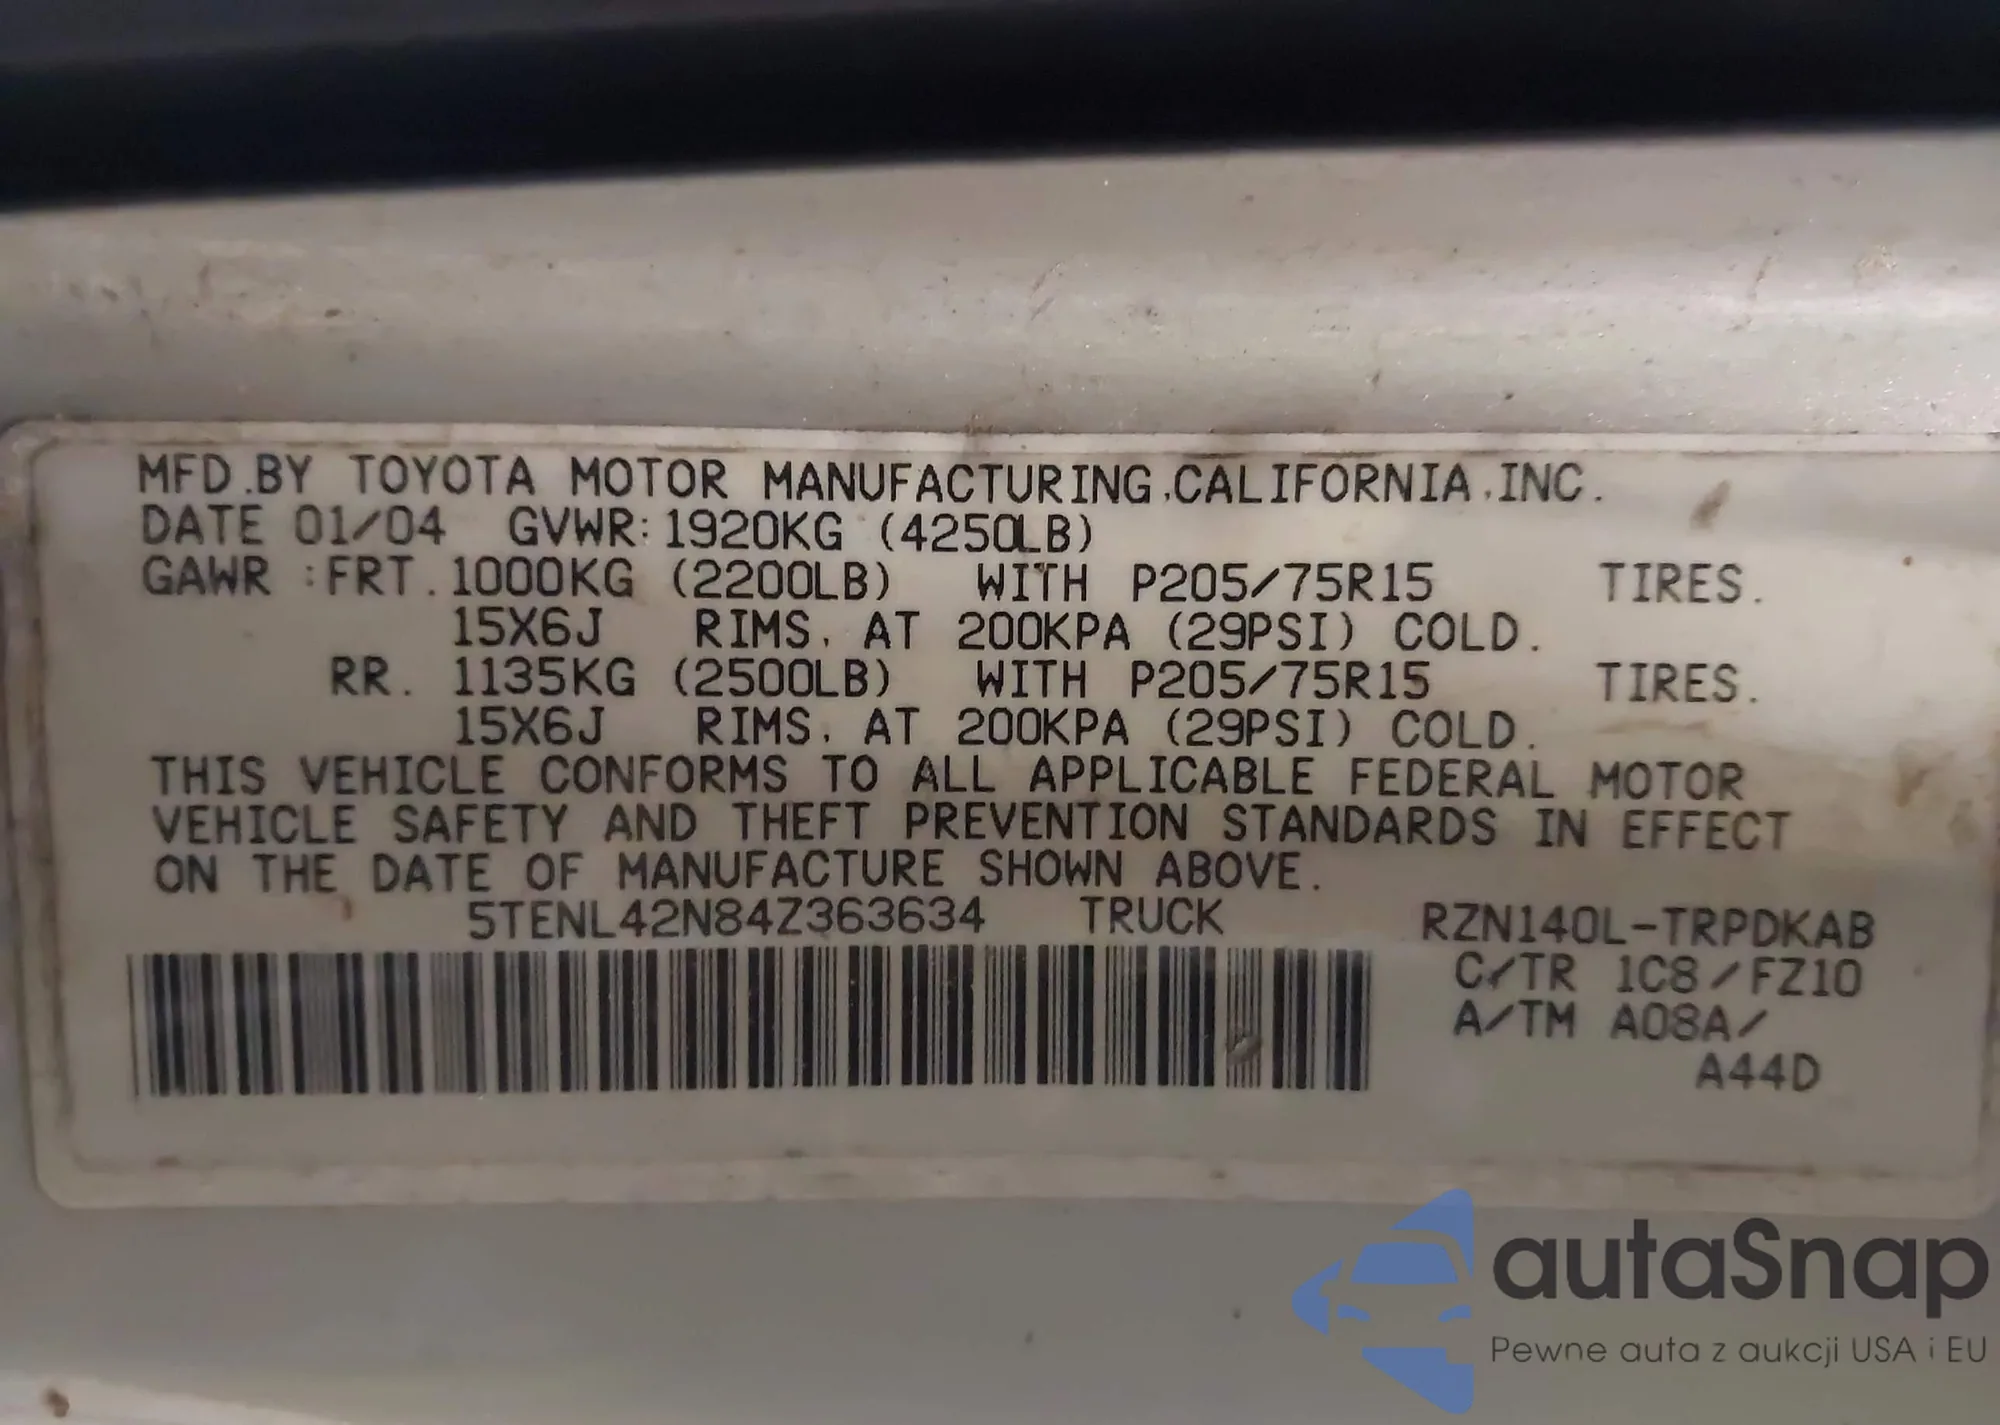 MFD.BY TOYOTA MOTOR MANUFACTURING,CALIFORNIA,INC.
DATE 01/04 GVWR:1920KG (4250LB)
GAWR :FRT.1000KG (2200LB) WITH P205/75R15 TIRES.
15X6J RIMS, AT 200KPA (29PSI) COLD.
RR. 1135KG (2500LB) WITH P205/75R15 TIRES.
15X6J RIMS, AT 200KPA (29PSI) COLD.
THIS VEHICLE CONFORMS TO ALL APPLICABLE FEDERAL MOTOR
VEHICLE SAFETY AND THEFT PREVENTION STANDARDS IN EFFECT
ON THE DATE OF MANUFACTURE SHOWN ABOVE.
5TENL42N84Z363634 TRUCK RZN140L-TRPDKAB
C/TR 1C8/FZ10
A/TM A08A/
A44D
autaSnap
Pewne auta z aukcji USA i EU